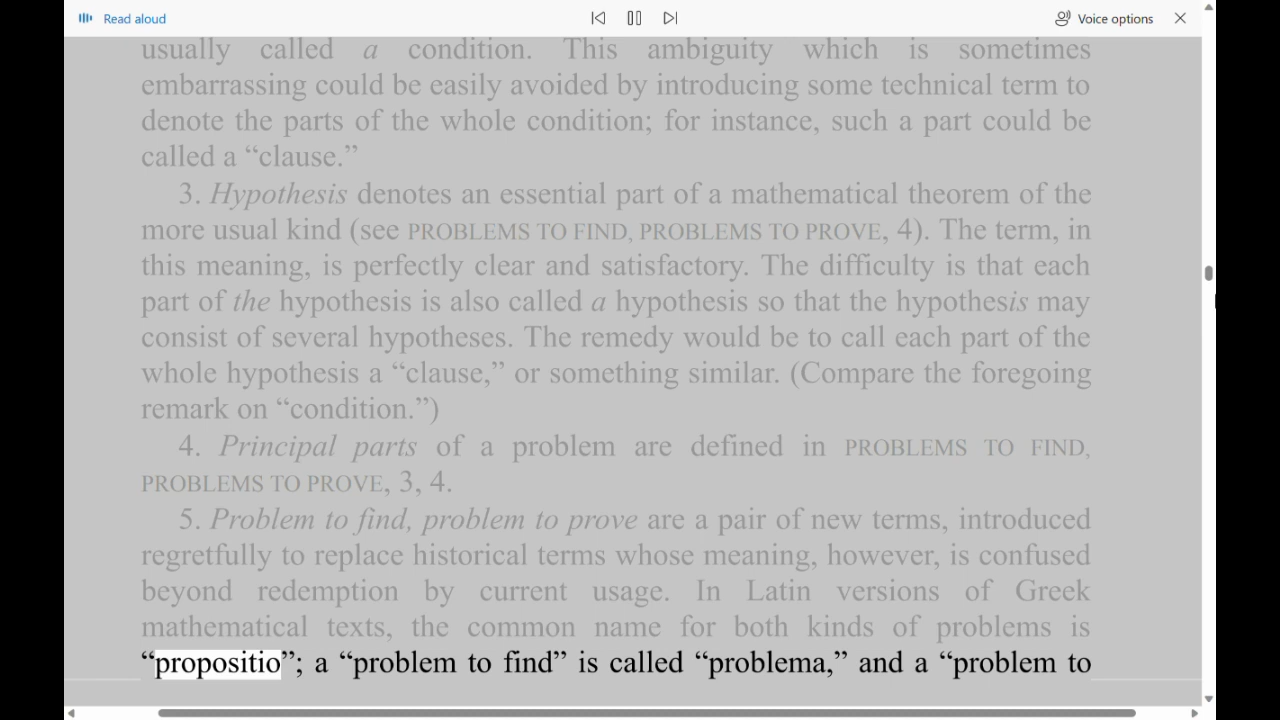 Read aloud
Voice options
usually called a condition. This ambiguity which is sometimes
embarrassing could be easily avoided by introducing some technical term to
denote the parts of the whole condition; for instance, such a part could be
called a “clause.”
3. Hypothesis denotes an essential part of a mathematical theorem of the
more usual kind (see PROBLEMS TO FIND, PROBLEMS TO PROVE, 4). The term, in
this meaning, is perfectly clear and satisfactory. The difficulty is that each
part of the hypothesis is also called a hypothesis so that the hypothesis may
consist of several hypotheses. The remedy would be to call each part of the
whole hypothesis a “clause,” or something similar. (Compare the foregoing
remark on “condition.”)
4. Principal parts of a problem are defined in PROBLEMS TO FIND,
PROBLEMS TO PROVE, 3, 4.
5. Problem to find, problem to prove are a pair of new terms, introduced
regretfully to replace historical terms whose meaning, however, is confused
beyond redemption by current usage. In Latin versions of Greek
mathematical texts, the common name for both kinds of problems is
“propositio”; a “problem to find” is called “problema,” and a “problem to